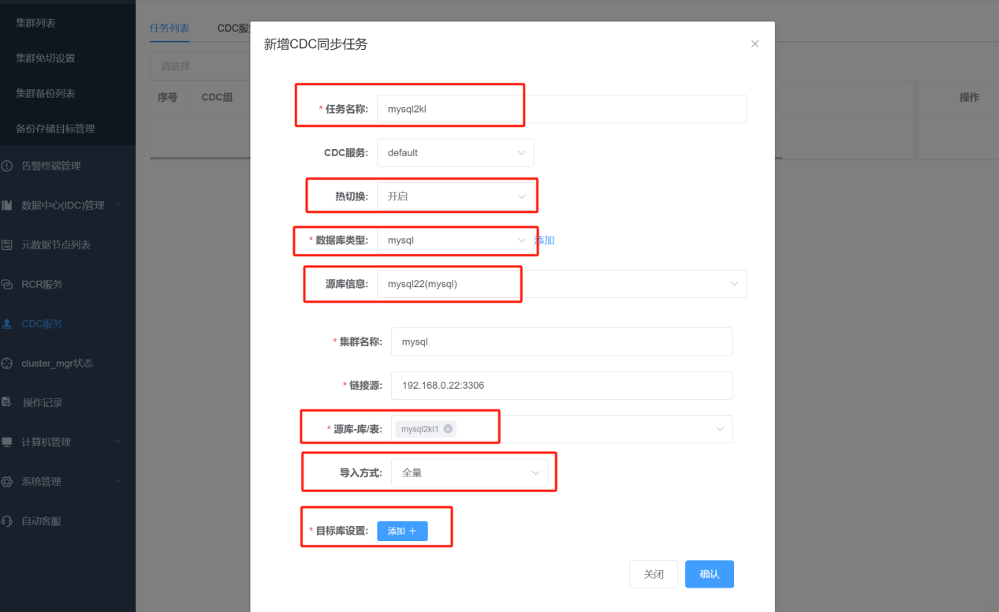 集群列表
集群免切设置
集群备份列表
备份存储目标管理
告警终端管理
数据中心(IDC)管理
元数据节点列表
RCR服务
CDC服务
cluster_mgr状态
操作记录
计算机管理
系统管理
自动客服
任务列表
CDC服
请选择
序号 CDC组 操作
新增CDC同步任务
* 任务名称: mysql2kl
CDC服务: default
热切换: 开启
* 数据库类型: mysql 添加
源库信息: mysql22(mysql)
* 集群名称: mysql
* 链接源: 192.168.0.22:3306
* 源库-库/表: mysql2kl1
导入方式: 全量
* 目标库设置: 添加 +
关闭 确认